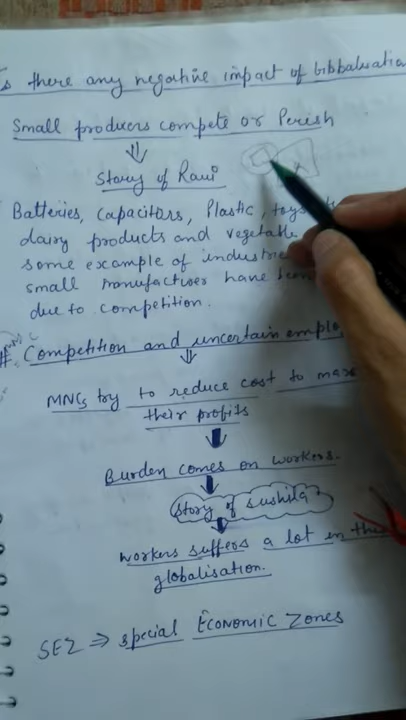 Is there any negative impact of Globalisation
Small producers compete or Perish
⇓
Story of Ravi
Batteries, Capacitors, Plastic, toys
dairy products and vegetable
some example of industries
small manufactures have been
due to competition.
# Competition and uncertain emplo
⇓
MNCs try to reduce cost to max
their profits
Burden comes on workers.
story of sushila
workers suffers a lot in
globalisation.
SEZ ⇒ special Economic Zones